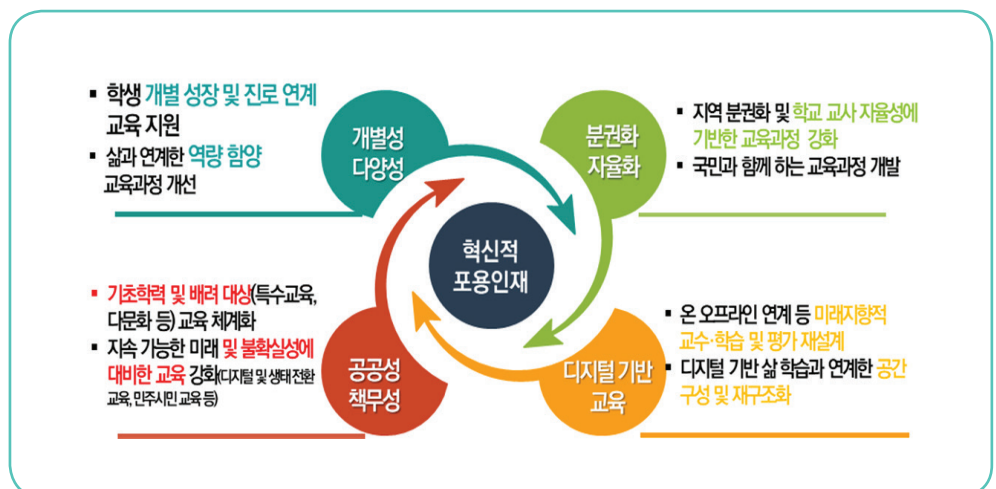 ▪ 학생 개별 성장 및 진로 연계
교육 지원
▪ 삶과 연계한 역량 함양
교육과정 개선
개별성
다양성
분권화
자율화
▪ 지역 분권화 및 학교 교사 자율성에
기반한 교육과정 강화
▪ 국민과 함께 하는 교육과정 개발
혁신적
포용인재
▪ 기초학력 및 배려 대상(특수교육,
다문화 등) 교육 체계화
▪ 지속 가능한 미래 및 불확실성에
대비한 교육 강화(디지털 및 생태 전환
교육, 민주시민 교육 등)
공공성
책무성
디지털 기반
교육
▪ 온 오프라인 연계 등 미래지향적
교수·학습 및 평가 재설계
▪ 디지털 기반 삶 학습과 연계한 공간
구성 및 재구조화